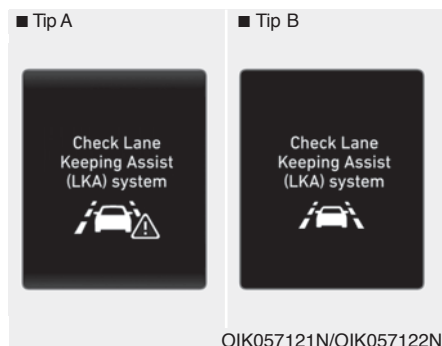 ■ Tip A
■ Tip B
Check Lane
Keeping Assist
(LKA) system
Check Lane
Keeping Assist
(LKA) system
OIK057121N/OIK057122N